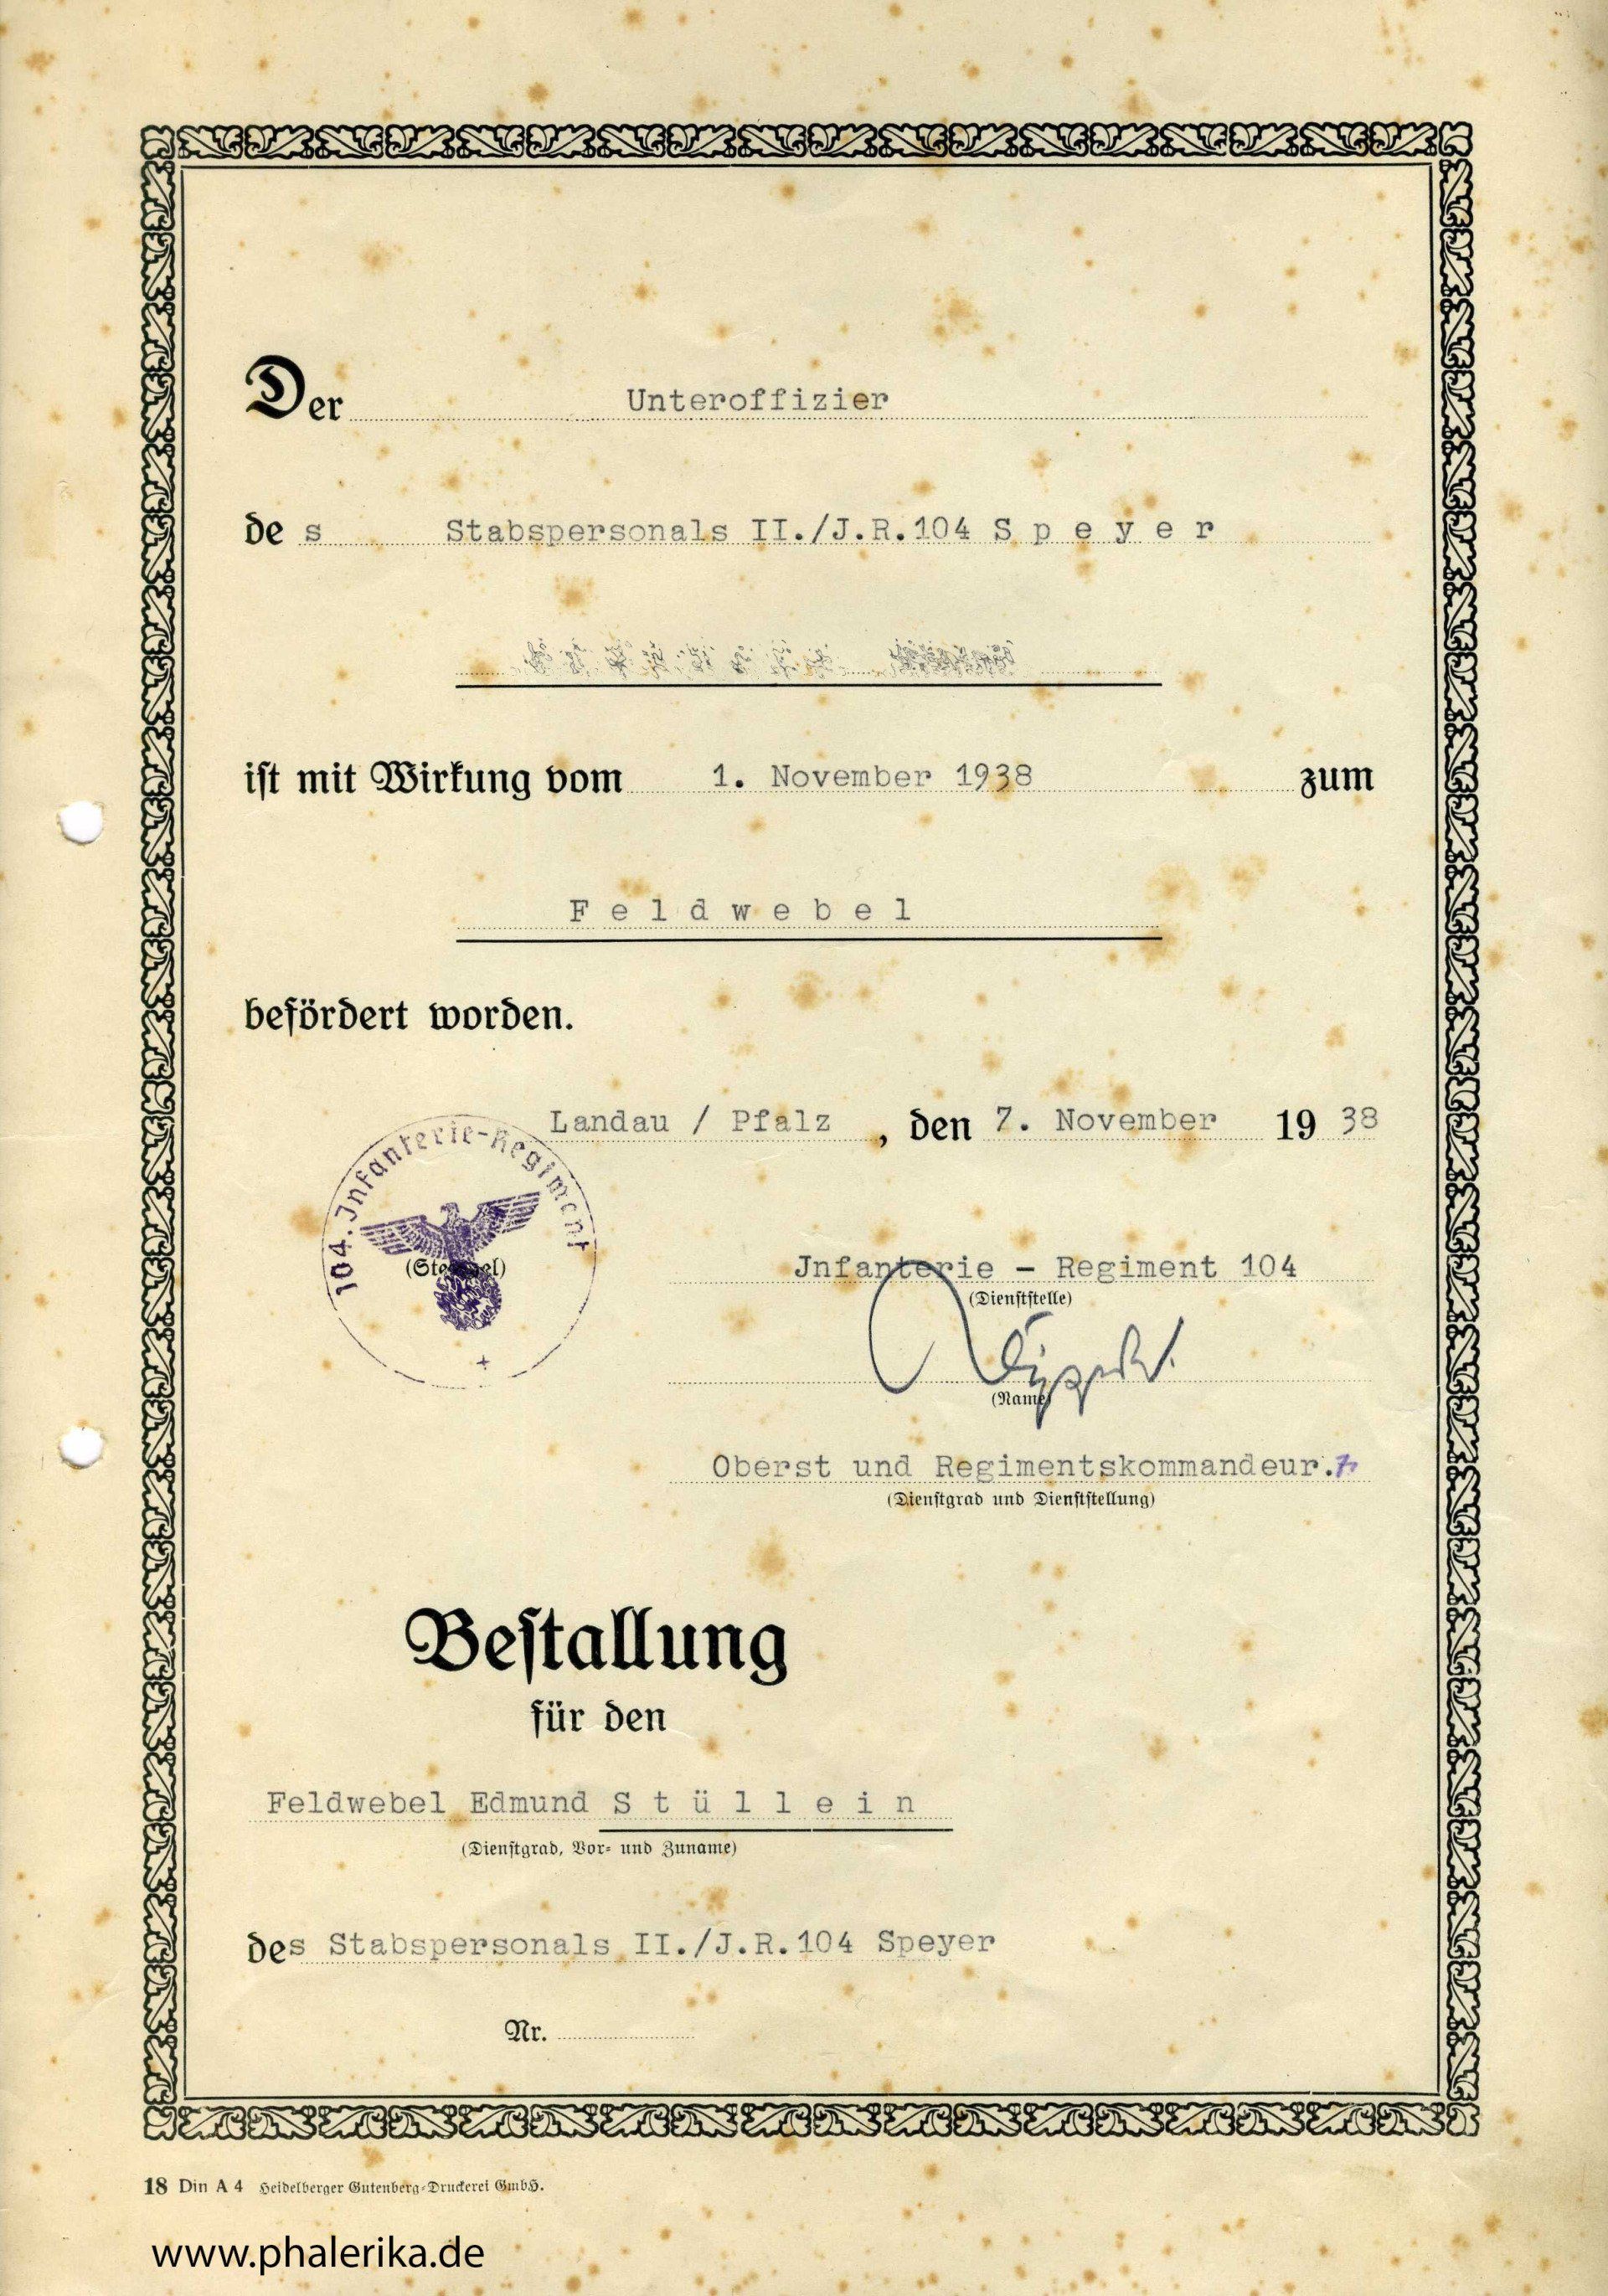 Der Unteroffizier
des Stabspersonals II./J.R.104 S p e y e r
ist mit Wirkung vom 1. November 1938 zum
F e l d w e b e l
befördert worden.
Landau / Pfalz, den 7. November 1938
104. Infanterie-Regiment
(Stempel)
Jnfanterie - Regiment 104
(Dienststelle)
(Name)
Oberst und Regimentskommandeur.
(Dienstgrad und Dienststellung)
Bestallung
für den
Feldwebel Edmund S t ü l l e i n
(Dienstgrad, Vor- und Zuname)
des Stabspersonals II./J.R.104 Speyer
Nr.
18 Din A 4 Heidelberger Gutenberg-Druckerei GmbH.
www.phalerika.de